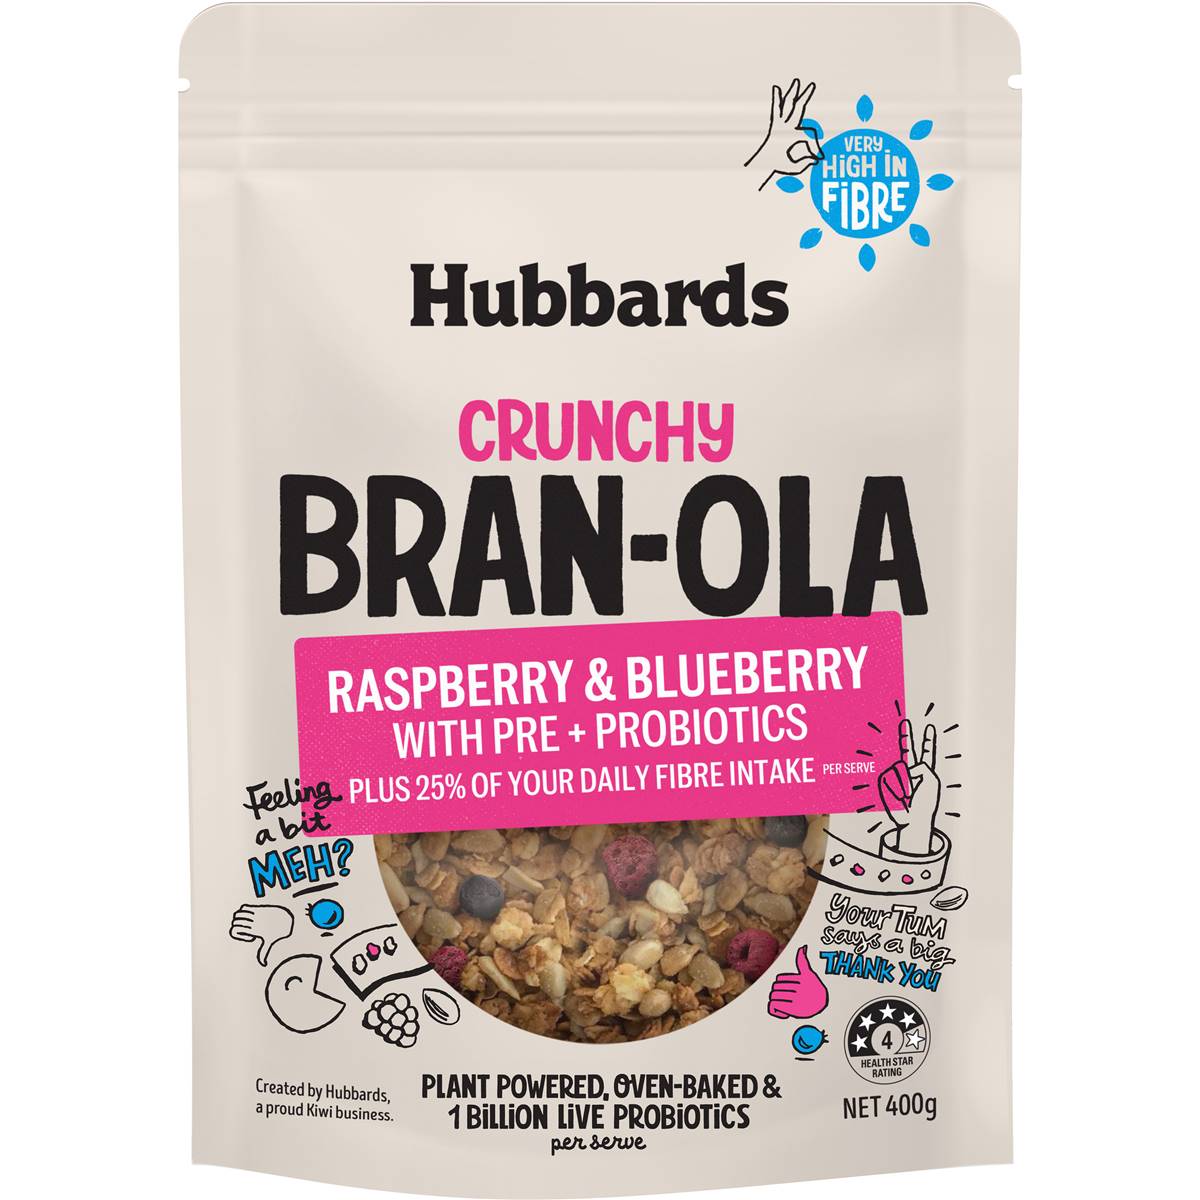 VERY
HIGH IN
FIBRE
Hubbards
CRUNCHY
BRAN-OLA
RASPBERRY & BLUEBERRY
WITH PRE + PROBIOTICS
PLUS 25% OF YOUR DAILY FIBRE INTAKE PER SERVE
Feeling
a bit
MEH?
Your TUM
says a big
THANK YOU
4
HEALTH STAR
RATING
Created by Hubbards,
a proud Kiwi business.
PLANT POWERED, OVEN-BAKED &
1 BILLION LIVE PROBIOTICS
per serve
NET 400g